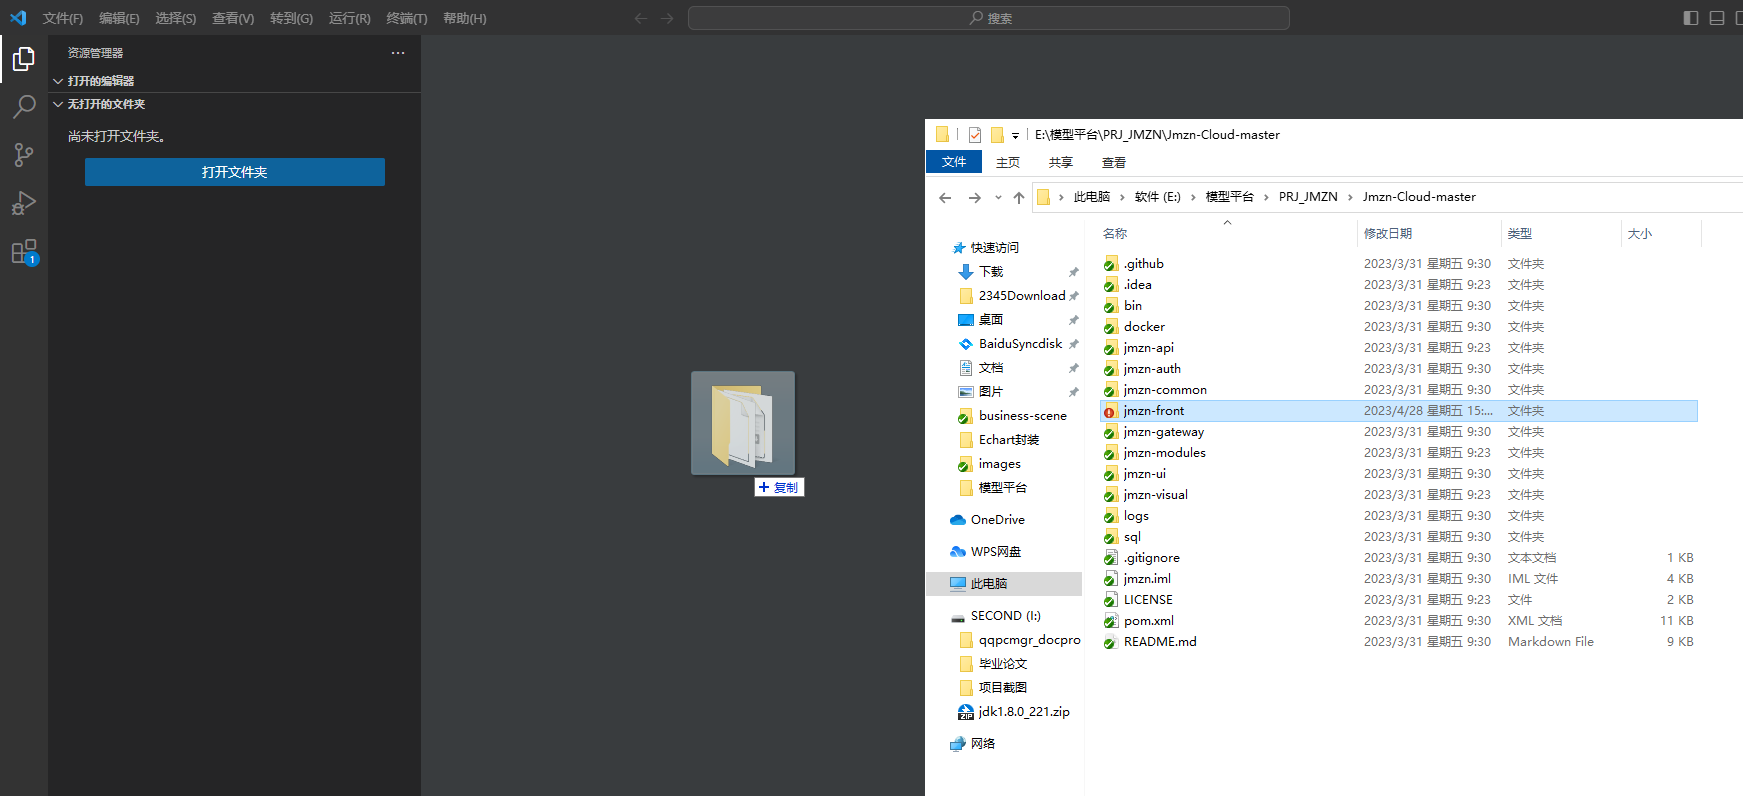 文件(F) 编辑(E) 选择(S) 查看(V) 转到(G) 运行(R) 终端(T) 帮助(H) 搜索
资源管理器
打开的编辑器
无打开的文件夹
尚未打开文件夹。
打开文件夹
1
+ 复制
E:\模型平台\PRJ_JMZN\Jmzn-Cloud-master
文件 主页 共享 查看
此电脑 软件 (E:) 模型平台 PRJ_JMZN Jmzn-Cloud-master
快速访问
下载
2345Download
桌面
BaiduSyncdisk
文档
图片
business-scene
Echart封装
images
模型平台
OneDrive
WPS网盘
此电脑
SECOND (I:)
qqpcmgr_docpro
毕业论文
项目截图
jdk1.8.0_221.zip
网络
名称 修改日期 类型 大小
.github 2023/3/31 星期五 9:30 文件夹
.idea 2023/3/31 星期五 9:23 文件夹
bin 2023/3/31 星期五 9:30 文件夹
docker 2023/3/31 星期五 9:30 文件夹
jmzn-api 2023/3/31 星期五 9:23 文件夹
jmzn-auth 2023/3/31 星期五 9:30 文件夹
jmzn-common 2023/3/31 星期五 9:30 文件夹
jmzn-front 2023/4/28 星期五 15:... 文件夹
jmzn-gateway 2023/3/31 星期五 9:30 文件夹
jmzn-modules 2023/3/31 星期五 9:23 文件夹
jmzn-ui 2023/3/31 星期五 9:30 文件夹
jmzn-visual 2023/3/31 星期五 9:23 文件夹
logs 2023/3/31 星期五 9:30 文件夹
sql 2023/3/31 星期五 9:30 文件夹
.gitignore 2023/3/31 星期五 9:30 文本文档 1 KB
jmzn.iml 2023/3/31 星期五 9:30 IML 文件 4 KB
LICENSE 2023/3/31 星期五 9:23 文件 2 KB
pom.xml 2023/3/31 星期五 9:30 XML 文档 11 KB
README.md 2023/3/31 星期五 9:30 Markdown File 9 KB